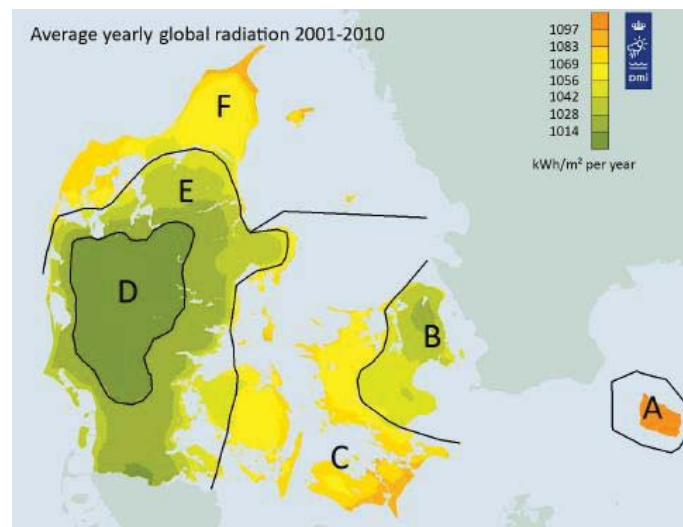 Average yearly global radiation 2001-2010
1097
1083
1069
1056
1042
1028
1014
DMI
kWh/m² per year
F
E
D
B
A
C